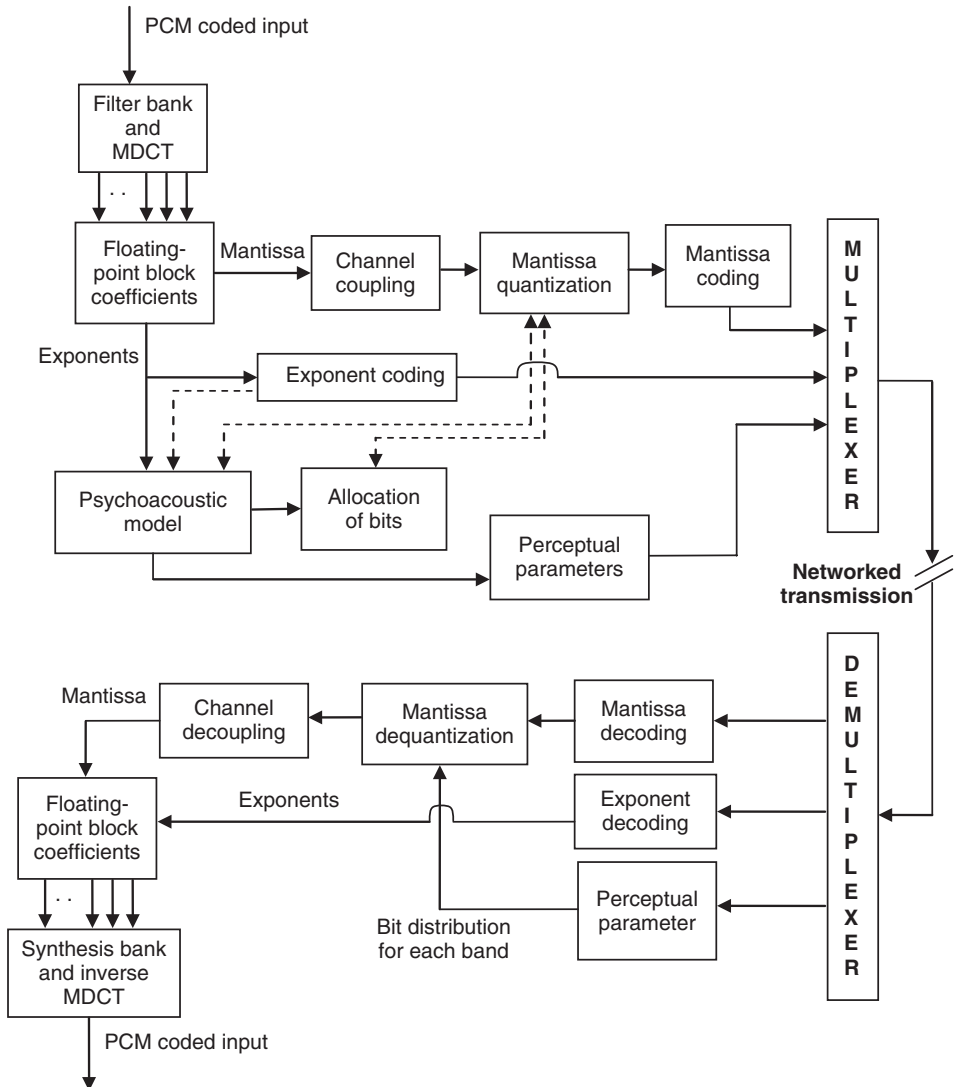 PCM coded input
Filter bank
and
MDCT
. .
Floating-
point block
coefficients
Mantissa
Channel
coupling
Mantissa
quantization
Mantissa
coding
M
U
L
T
I
P
L
E
X
E
R
Exponents
Exponent coding
Psychoacoustic
model
Allocation
of bits
Perceptual
parameters
Networked
transmission
D
E
M
U
L
T
I
P
L
E
X
E
R
Mantissa
Channel
decoupling
Mantissa
dequantization
Mantissa
decoding
Floating-
point block
coefficients
Exponents
Exponent
decoding
. .
Bit distribution
for each band
Perceptual
parameter
Synthesis bank
and inverse
MDCT
PCM coded input